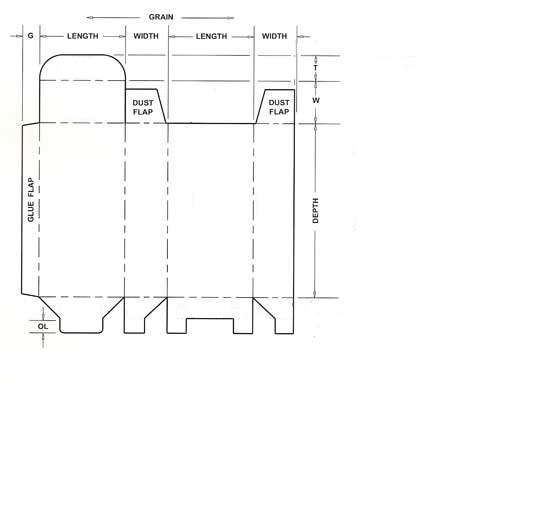 GRAIN
G LENGTH WIDTH LENGTH WIDTH
T
W
DUST
FLAP
DUST
FLAP
GLUE FLAP
DEPTH
OL